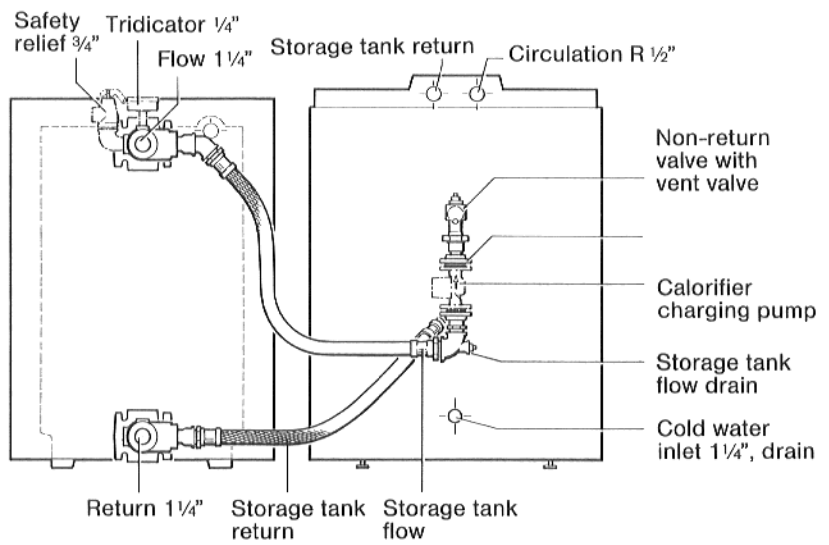 Safety
relief ¾”
Tridicator ¼”
Flow 1¼”
Storage tank return
Circulation R ½”
Non-return
valve with
vent valve
Calorifier
charging pump
Storage tank
flow drain
Cold water
inlet 1¼”, drain
Return 1¼”
Storage tank
return
Storage tank
flow